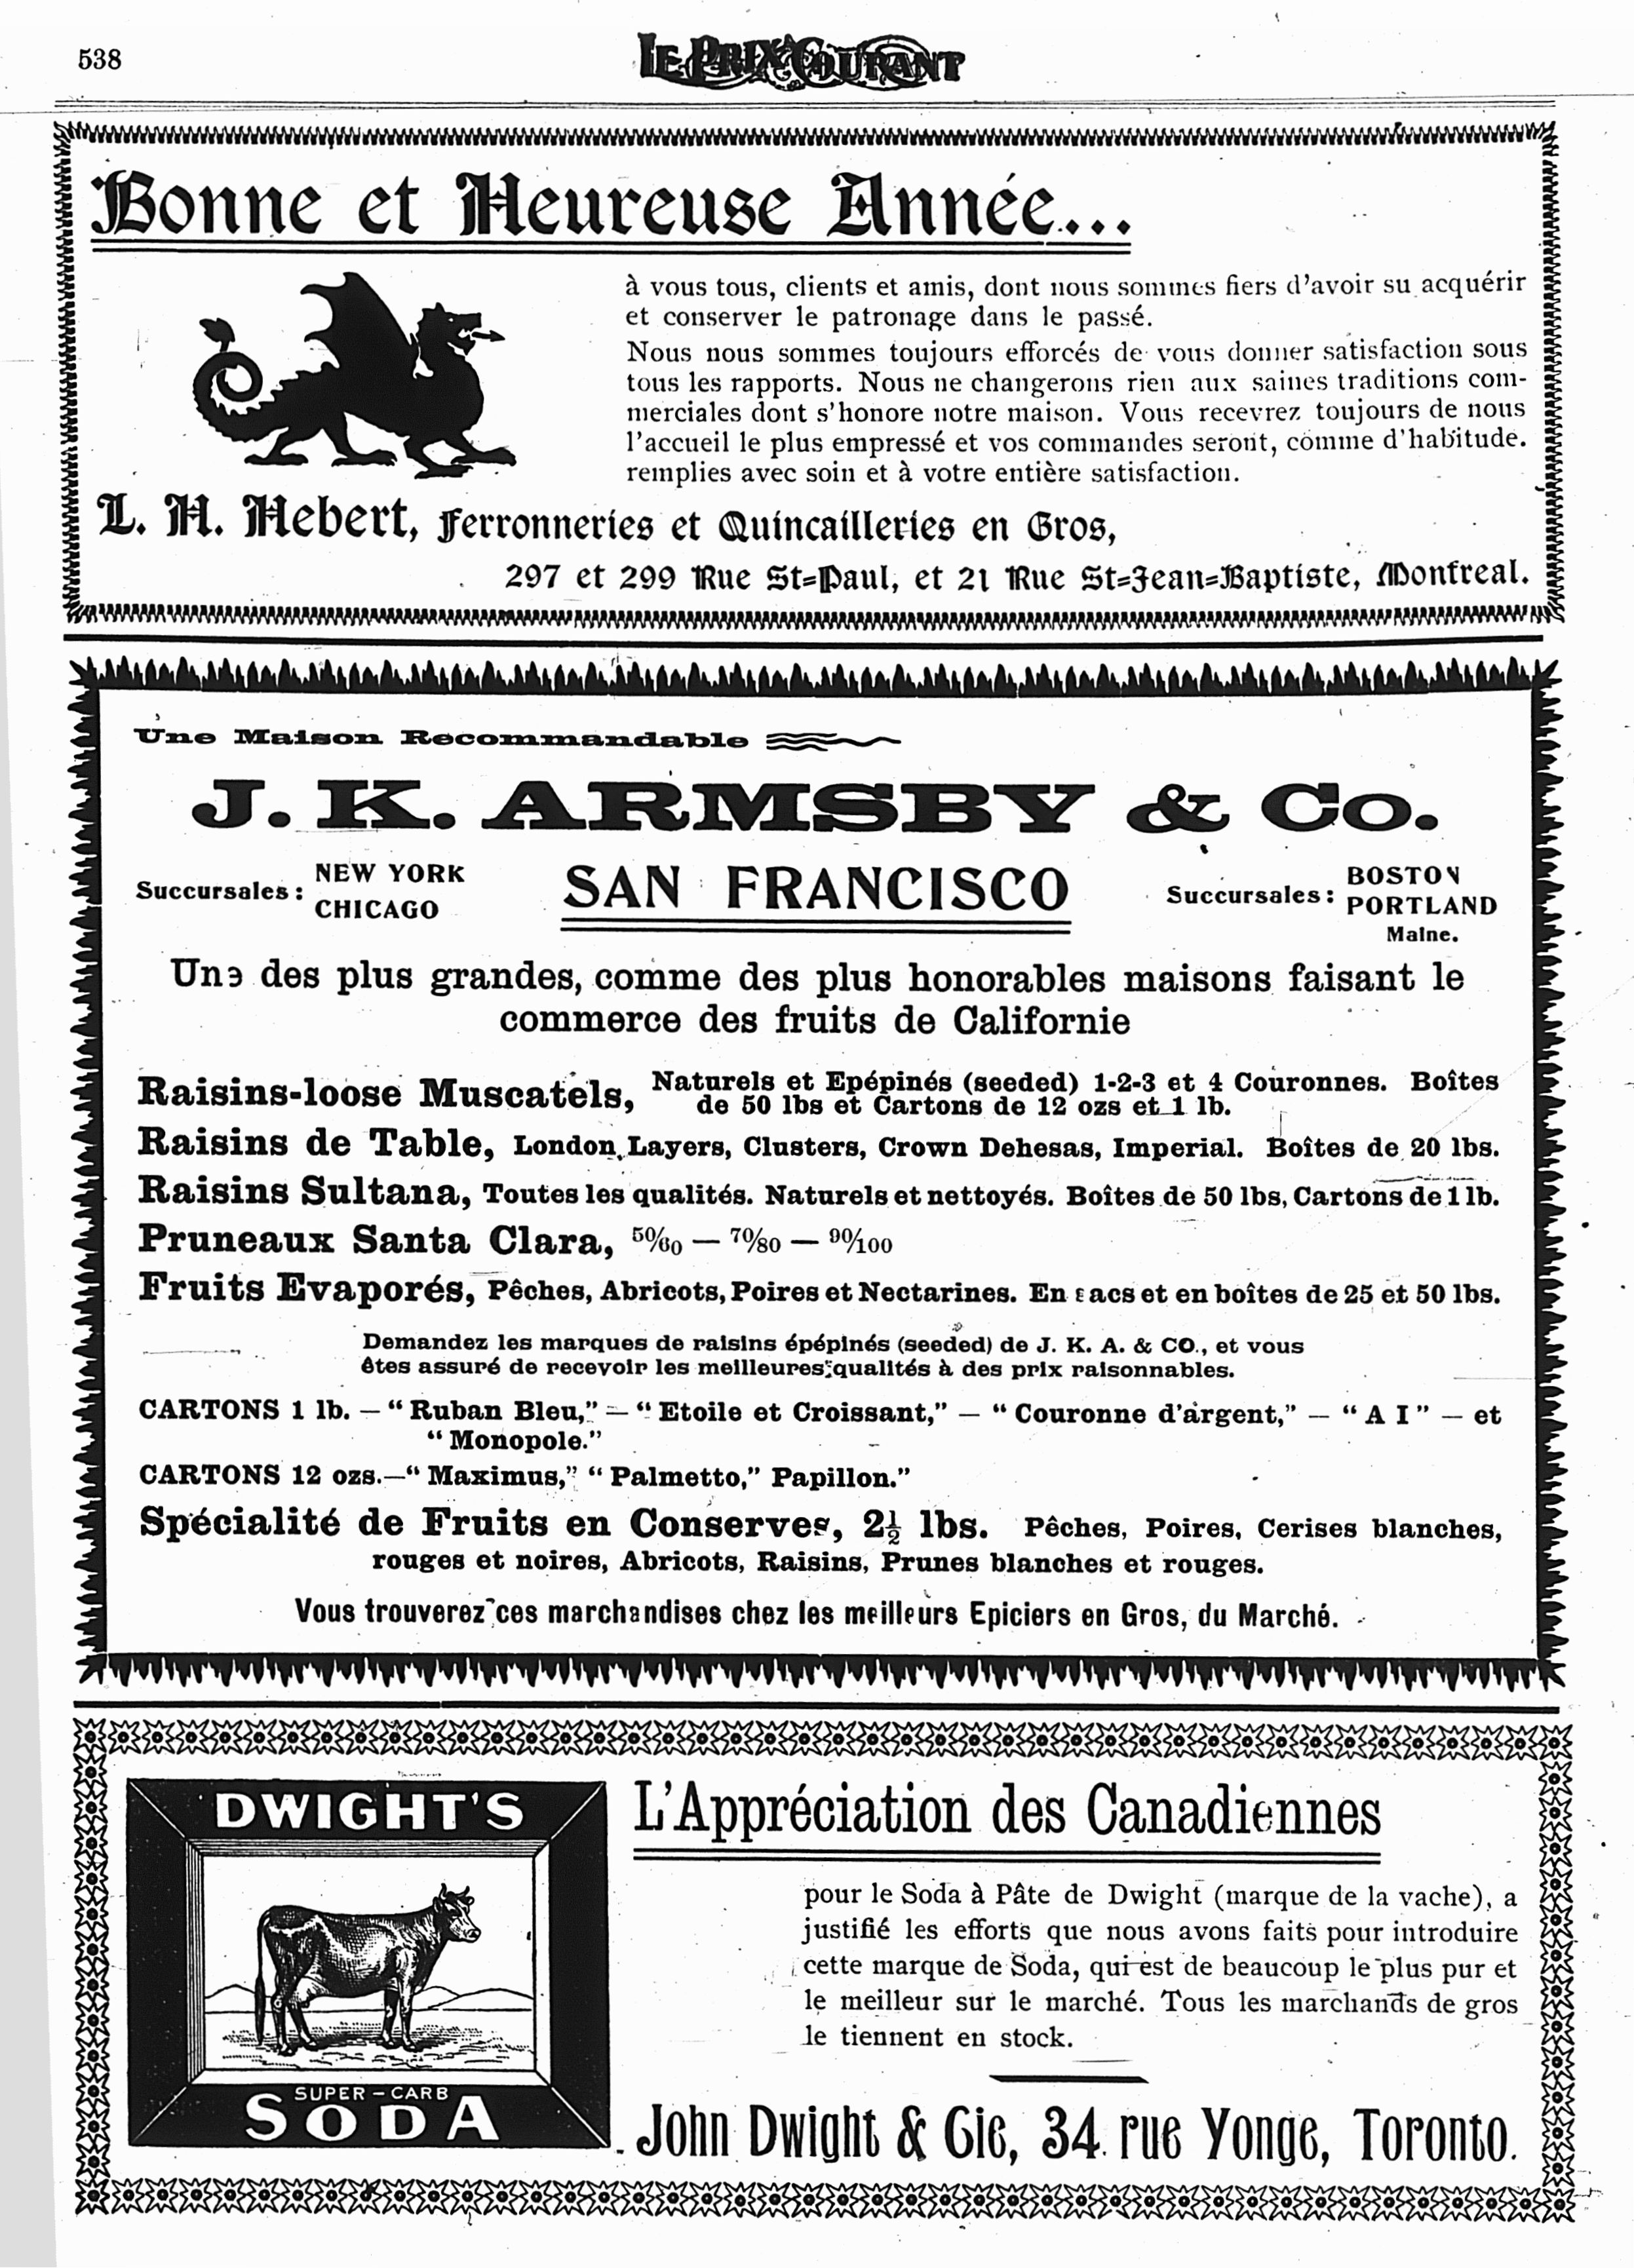 538
LE PRIX COURANT
Bonne et Heureuse Année...
à vous tous, clients et amis, dont nous sommes fiers d'avoir su acquérir
et conserver le patronage dans le passé.
Nous nous sommes toujours efforcés de vous donner satisfaction sous
tous les rapports. Nous ne changerons rien aux saines traditions com-
merciales dont s'honore notre maison. Vous recevrez toujours de nous
l'accueil le plus empressé et vos commandes seront, comme d'habitude.
remplies avec soin et à votre entière satisfaction.
L. H. Hebert, Ferronneries et Quincailleries en Gros,
297 et 299 Rue St-Paul, et 21 Rue St-Jean-Baptiste, Montreal.
Une Maison Recommandable
J. K. ARMSBY & Co.
Succursales: NEW YORK
CHICAGO
SAN FRANCISCO
Succursales: BOSTON
PORTLAND
Maine.
Une des plus grandes, comme des plus honorables maisons faisant le
commerce des fruits de Californie
Raisins-loose Muscatels, Naturels et Epépinés (seeded) 1-2-3 et 4 Couronnes. Boîtes
de 50 lbs et Cartons de 12 ozs et 1 lb.
Raisins de Table, London Layers, Clusters, Crown Dehesas, Imperial. Boîtes de 20 lbs.
Raisins Sultana, Toutes les qualités. Naturels et nettoyés. Boîtes de 50 lbs, Cartons de 1 lb.
Pruneaux Santa Clara, 50/60 — 70/80 — 90/100
Fruits Evaporés, Pêches, Abricots, Poires et Nectarines. En sacs et en boîtes de 25 et 50 lbs.
Demandez les marques de raisins épépinés (seeded) de J. K. A. & CO., et vous
êtes assuré de recevoir les meilleures qualités à des prix raisonnables.
CARTONS 1 lb. — “ Ruban Bleu,” — “ Etoile et Croissant,” — “ Couronne d'argent,” — “ A I ” — et
“ Monopole.”
CARTONS 12 ozs.—“ Maximus,” “ Palmetto,” Papillon.”
Spécialité de Fruits en Conserves, 2½ lbs. Pêches, Poires, Cerises blanches,
rouges et noires, Abricots, Raisins, Prunes blanches et rouges.
Vous trouverez ces marchandises chez les meilleurs Epiciers en Gros, du Marché.
DWIGHT'S
SUPER-CARB
SODA
L'Appréciation des Canadiennes
pour le Soda à Pâte de Dwight (marque de la vache), a
justifié les efforts que nous avons faits pour introduire
cette marque de Soda, qui est de beaucoup le plus pur et
le meilleur sur le marché. Tous les marchands de gros
le tiennent en stock.
John Dwight & Cie, 34 rue Yonge, Toronto.